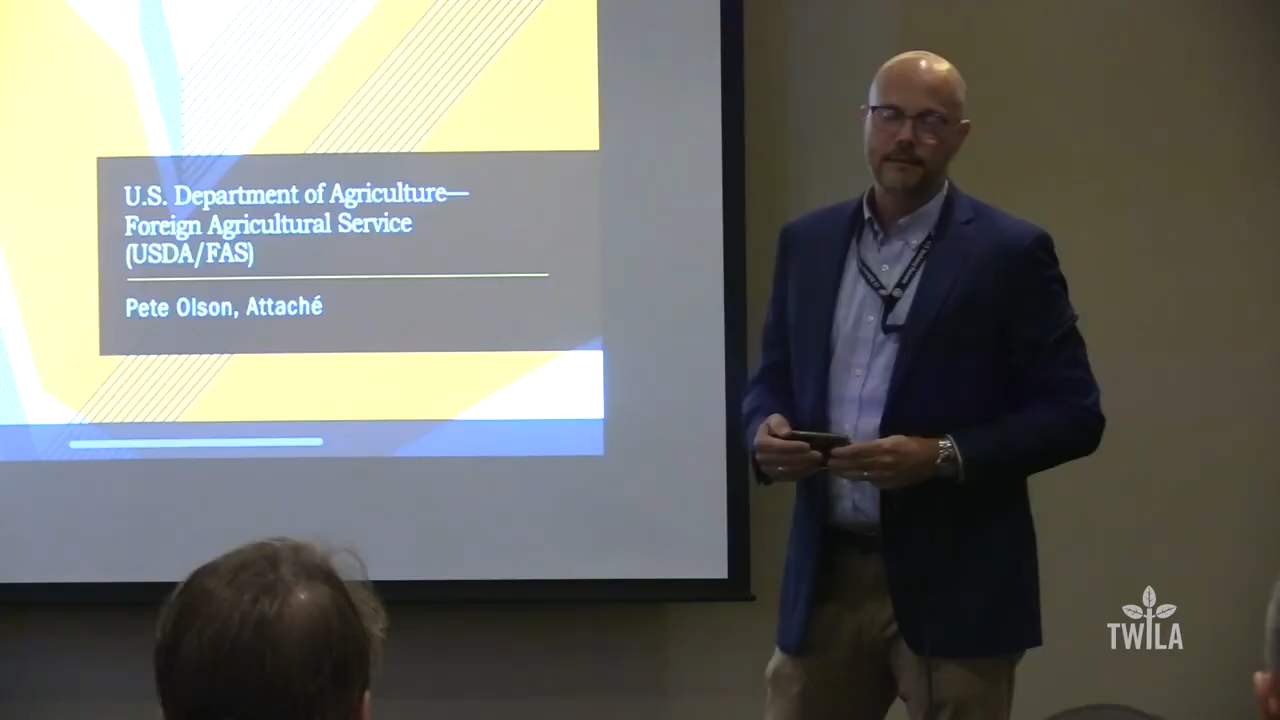 U.S. Department of Agriculture—
Foreign Agricultural Service
(USDA/FAS)
Pete Olson, Attaché
TWILA